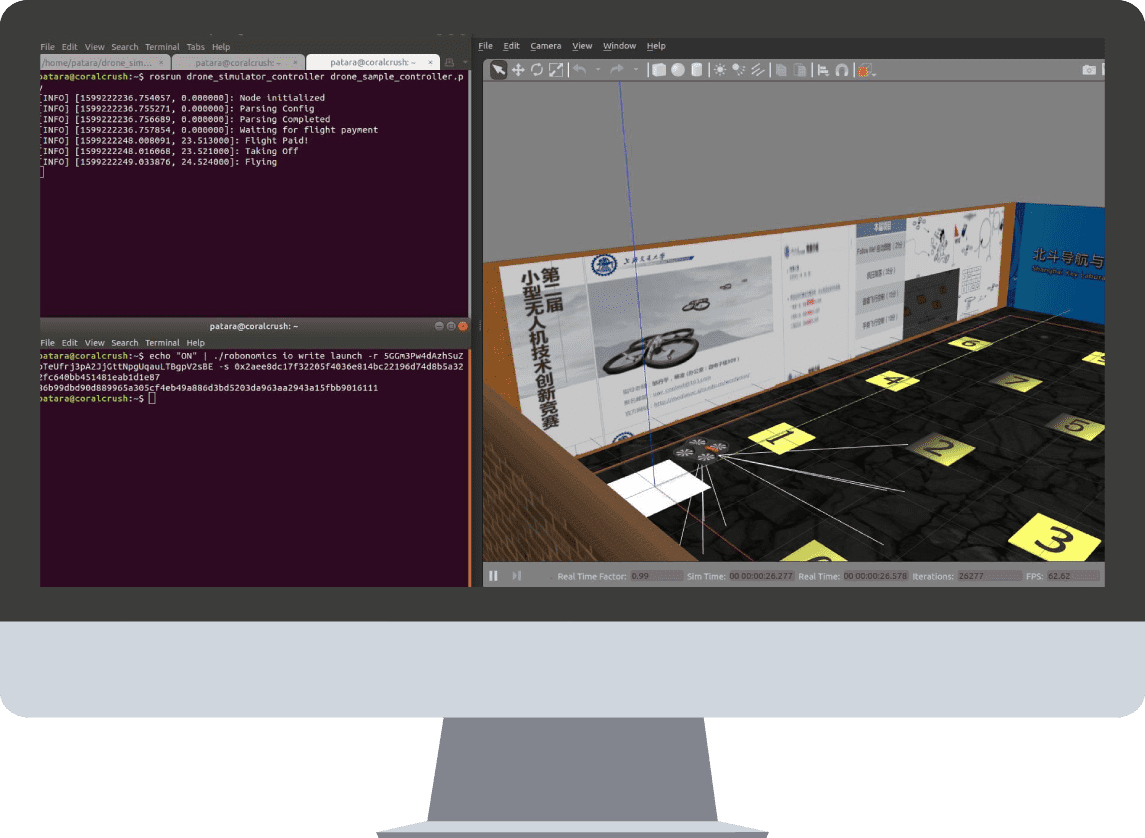 File Edit View Search Terminal Tabs Help
/home/patara/drone_sim... × patara@coralcrush: ~ × patara@coralcrush: ~ ×
patara@coralcrush:~$ rosrun drone_simulator_controller drone_sample_controller.p
y
[INFO] [1599222236.754057, 0.000000]: Node initialized
[INFO] [1599222236.755271, 0.000000]: Parsing Config
[INFO] [1599222236.756689, 0.000000]: Parsing Completed
[INFO] [1599222236.757854, 0.000000]: Waiting for flight payment
[INFO] [1599222248.008091, 23.513000]: Flight Paid!
[INFO] [1599222248.016068, 23.521000]: Taking Off
[INFO] [1599222249.033876, 24.524000]: Flying
patara@coralcrush: ~
File Edit View Search Terminal Help
patara@coralcrush:~$ echo "ON" | ./robonomics io write launch -r 5GGm3Pw4dAzhSuZ
pTeUfrj3pA2JjGttNpgUqauLTBgpV2sBE -s 0x2aee8dc17f32205f4036e814bc22196d74d8b5a32
2fc640bb451481eab1d1e87
patara@coralcrush:~$
File Edit Camera View Window Help
第二届
小型无人机技术创新竞赛
北斗导航与
1
2
3
4
5
6
7
Real Time Factor: 0.99 Sim Time: 00 00:00:26.277 Real Time: 00 00:00:26.578 Iterations: 26277 FPS: 62.62